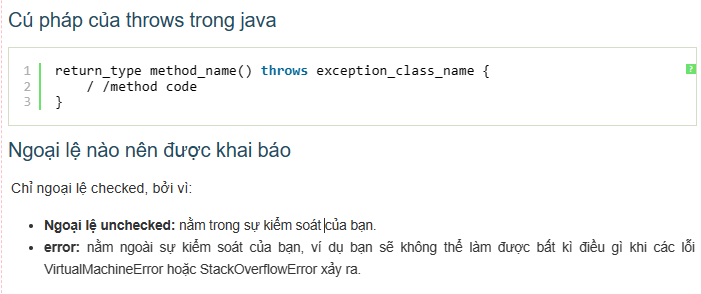 Cú pháp của throws trong java
1 return_type method_name() throws exception_class_name {
2 / /method code
3 }
?
Ngoại lệ nào nên được khai báo
Chỉ ngoại lệ checked, bởi vì:
• Ngoại lệ unchecked: nằm trong sự kiểm soát của bạn.
• error: nằm ngoài sự kiểm soát của bạn, ví dụ bạn sẽ không thể làm được bất kì điều gì khi các lỗi
VirtualMachineError hoặc StackOverflowError xảy ra.